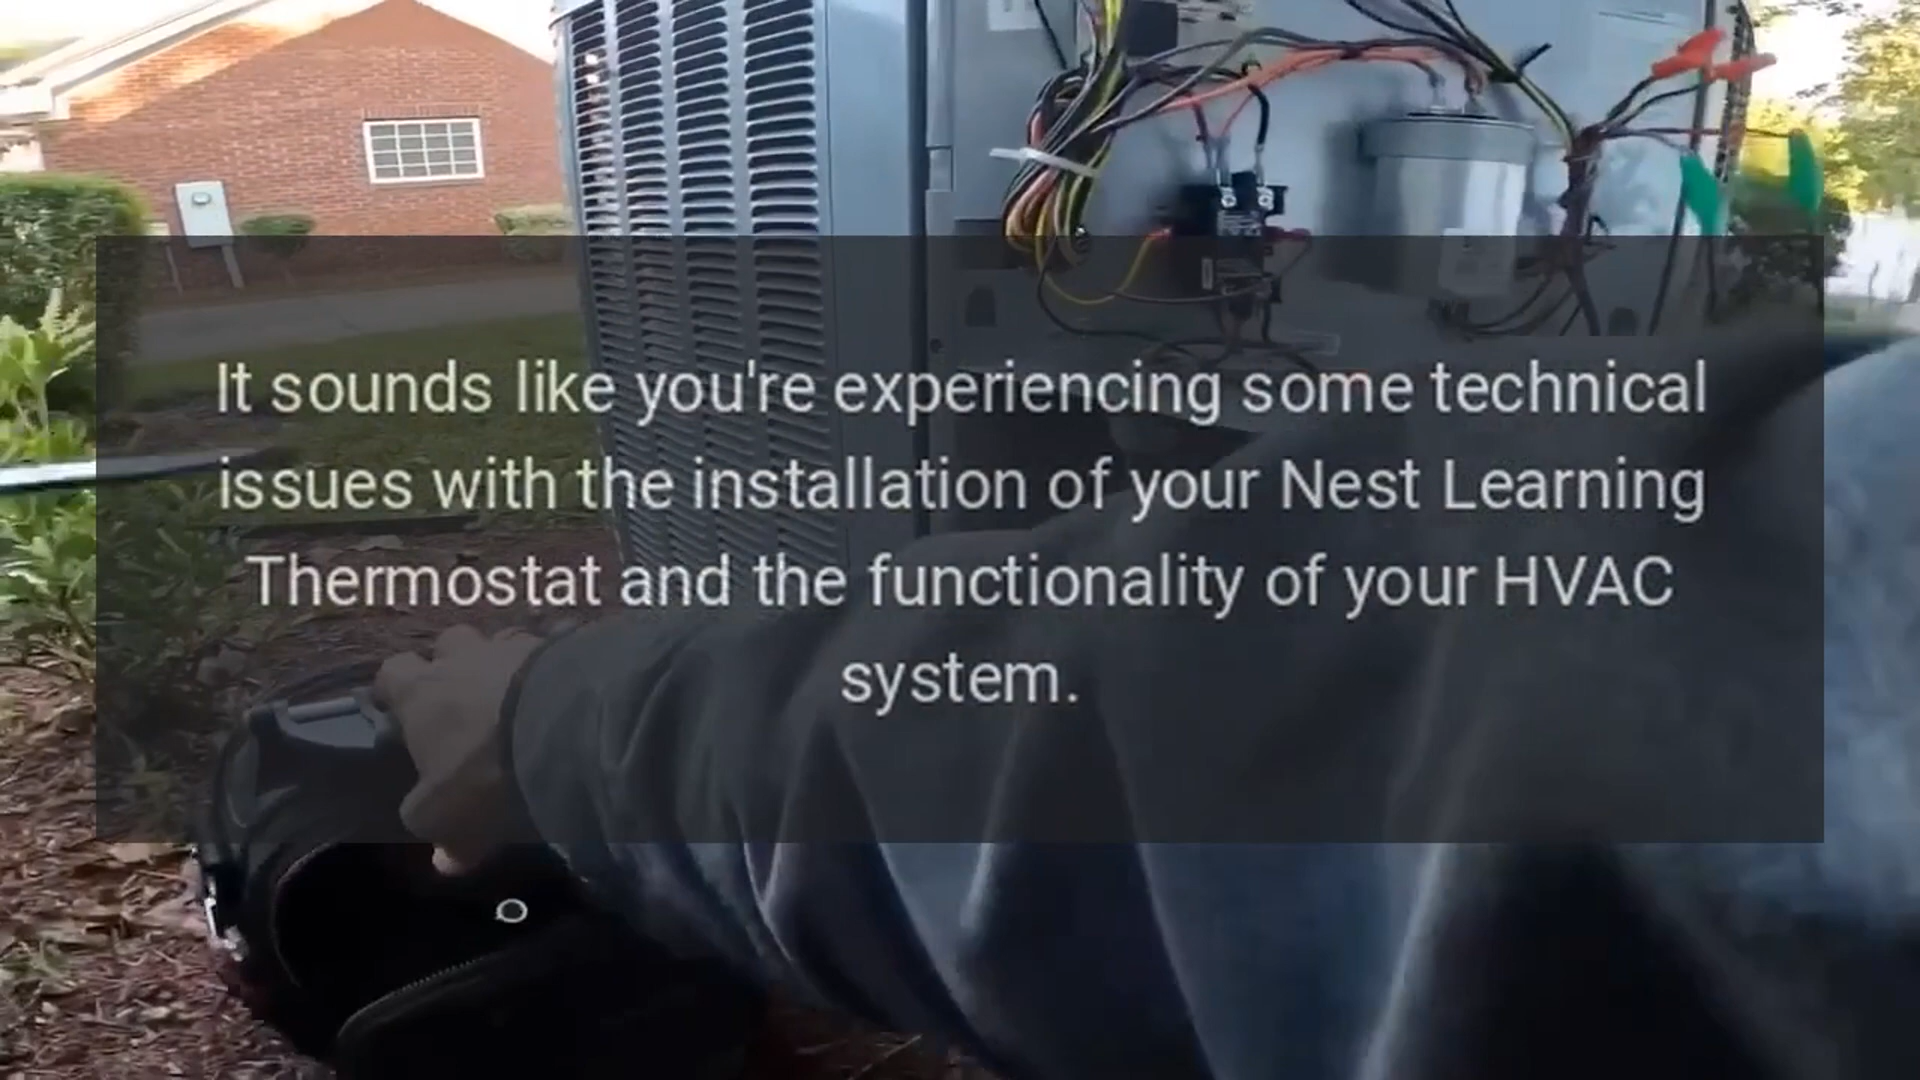 It sounds like you're experiencing some technical
issues with the installation of your Nest Learning
Thermostat and the functionality of your HVAC
system.